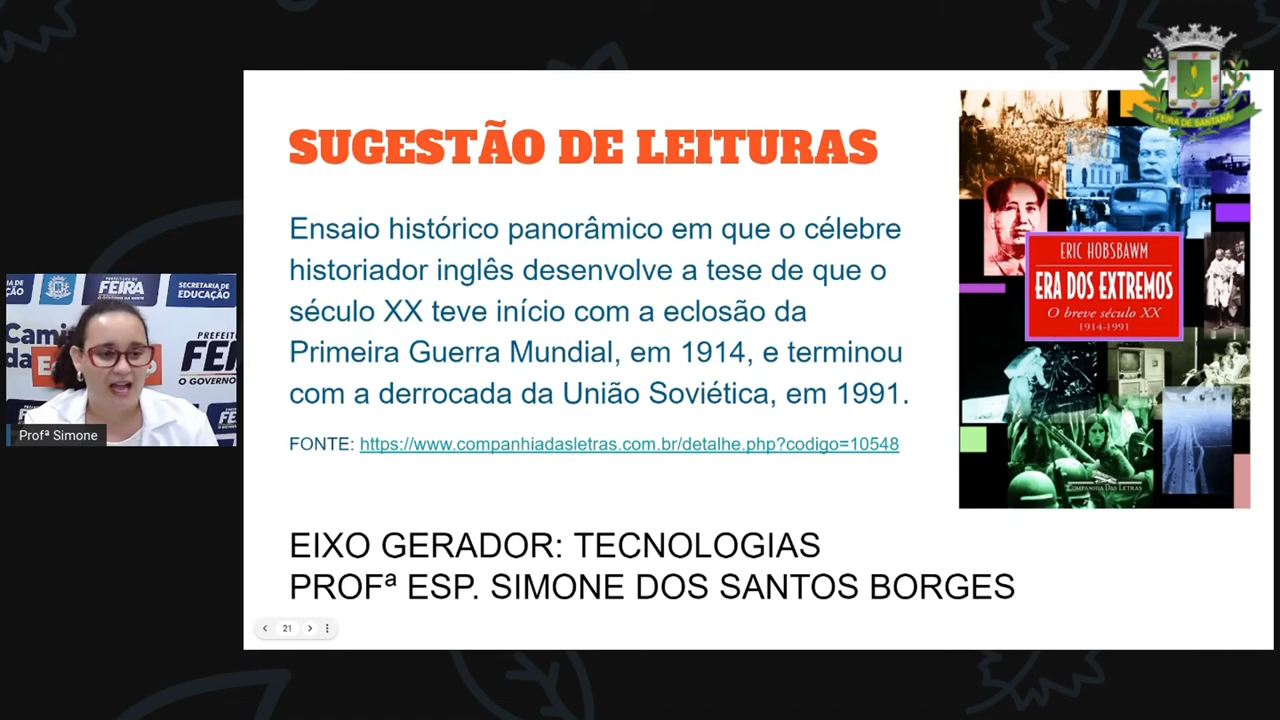 SUGESTÃO DE LEITURAS
Ensaio histórico panorâmico em que o célebre
historiador inglês desenvolve a tese de que o
século XX teve início com a eclosão da
Primeira Guerra Mundial, em 1914, e terminou
com a derrocada da União Soviética, em 1991.
FONTE: https://www.companhiadasletras.com.br/detalhe.php?codigo=10548
EIXO GERADOR: TECNOLOGIAS
PROFª ESP. SIMONE DOS SANTOS BORGES
21
FEIRA DE SANTANA
ERIC HOBSBAWM
ERA DOS EXTREMOS
O breve século XX
1914-1991
COMPANHIA DAS LETRAS
PREFEITURA DE
FEIRA
SECRETARIA DE
EDUCAÇÃO
PREFEIT
FEI
O GOVERNO
Profª Simone